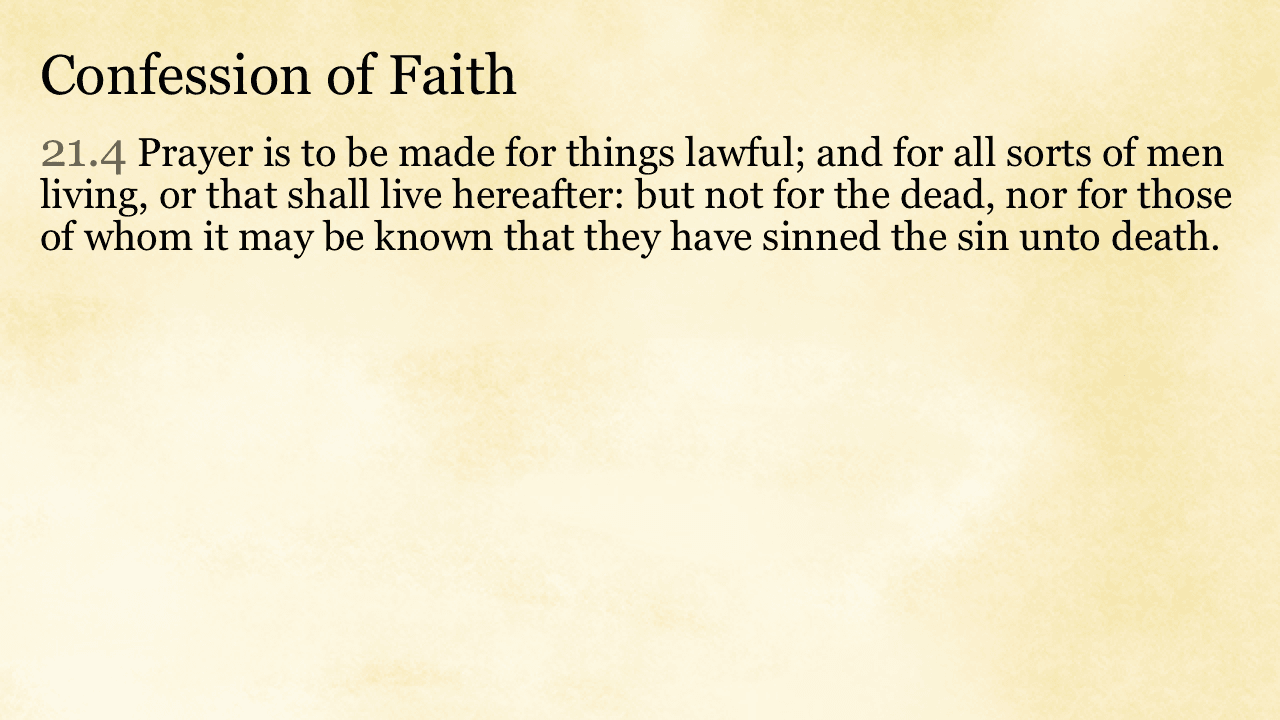 Confession of Faith
21.4 Prayer is to be made for things lawful; and for all sorts of men
living, or that shall live hereafter: but not for the dead, nor for those
of whom it may be known that they have sinned the sin unto death.